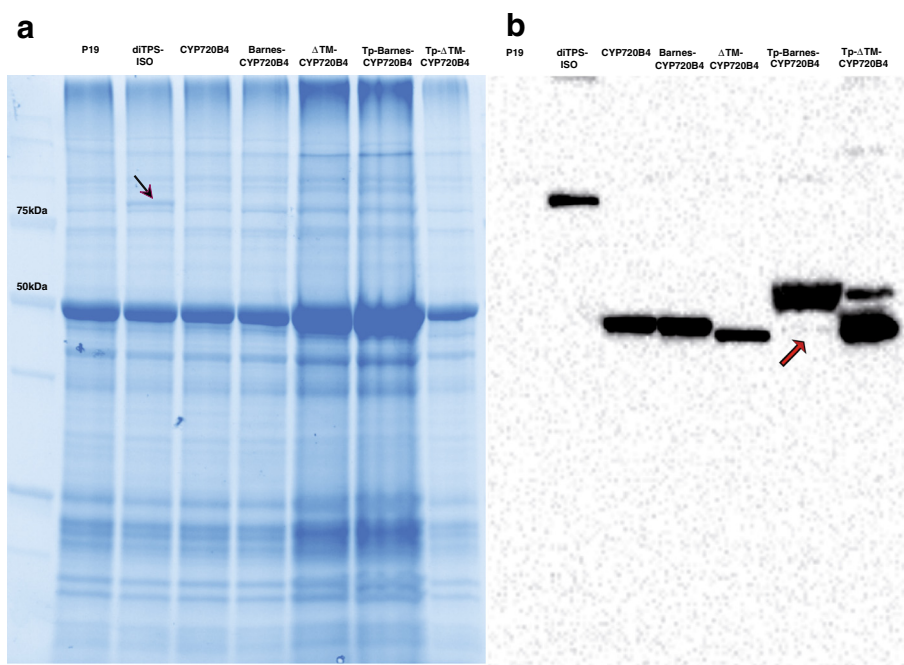 a
P19
diTPS-
ISO
CYP720B4
Barnes-
CYP720B4
ΔTM-
CYP720B4
Tp-Barnes-
CYP720B4
Tp-ΔTM-
CYP720B4
75kDa
50kDa
b
P19
diTPS-
ISO
CYP720B4
Barnes-
CYP720B4
ΔTM-
CYP720B4
Tp-Barnes-
CYP720B4
Tp-ΔTM-
CYP720B4